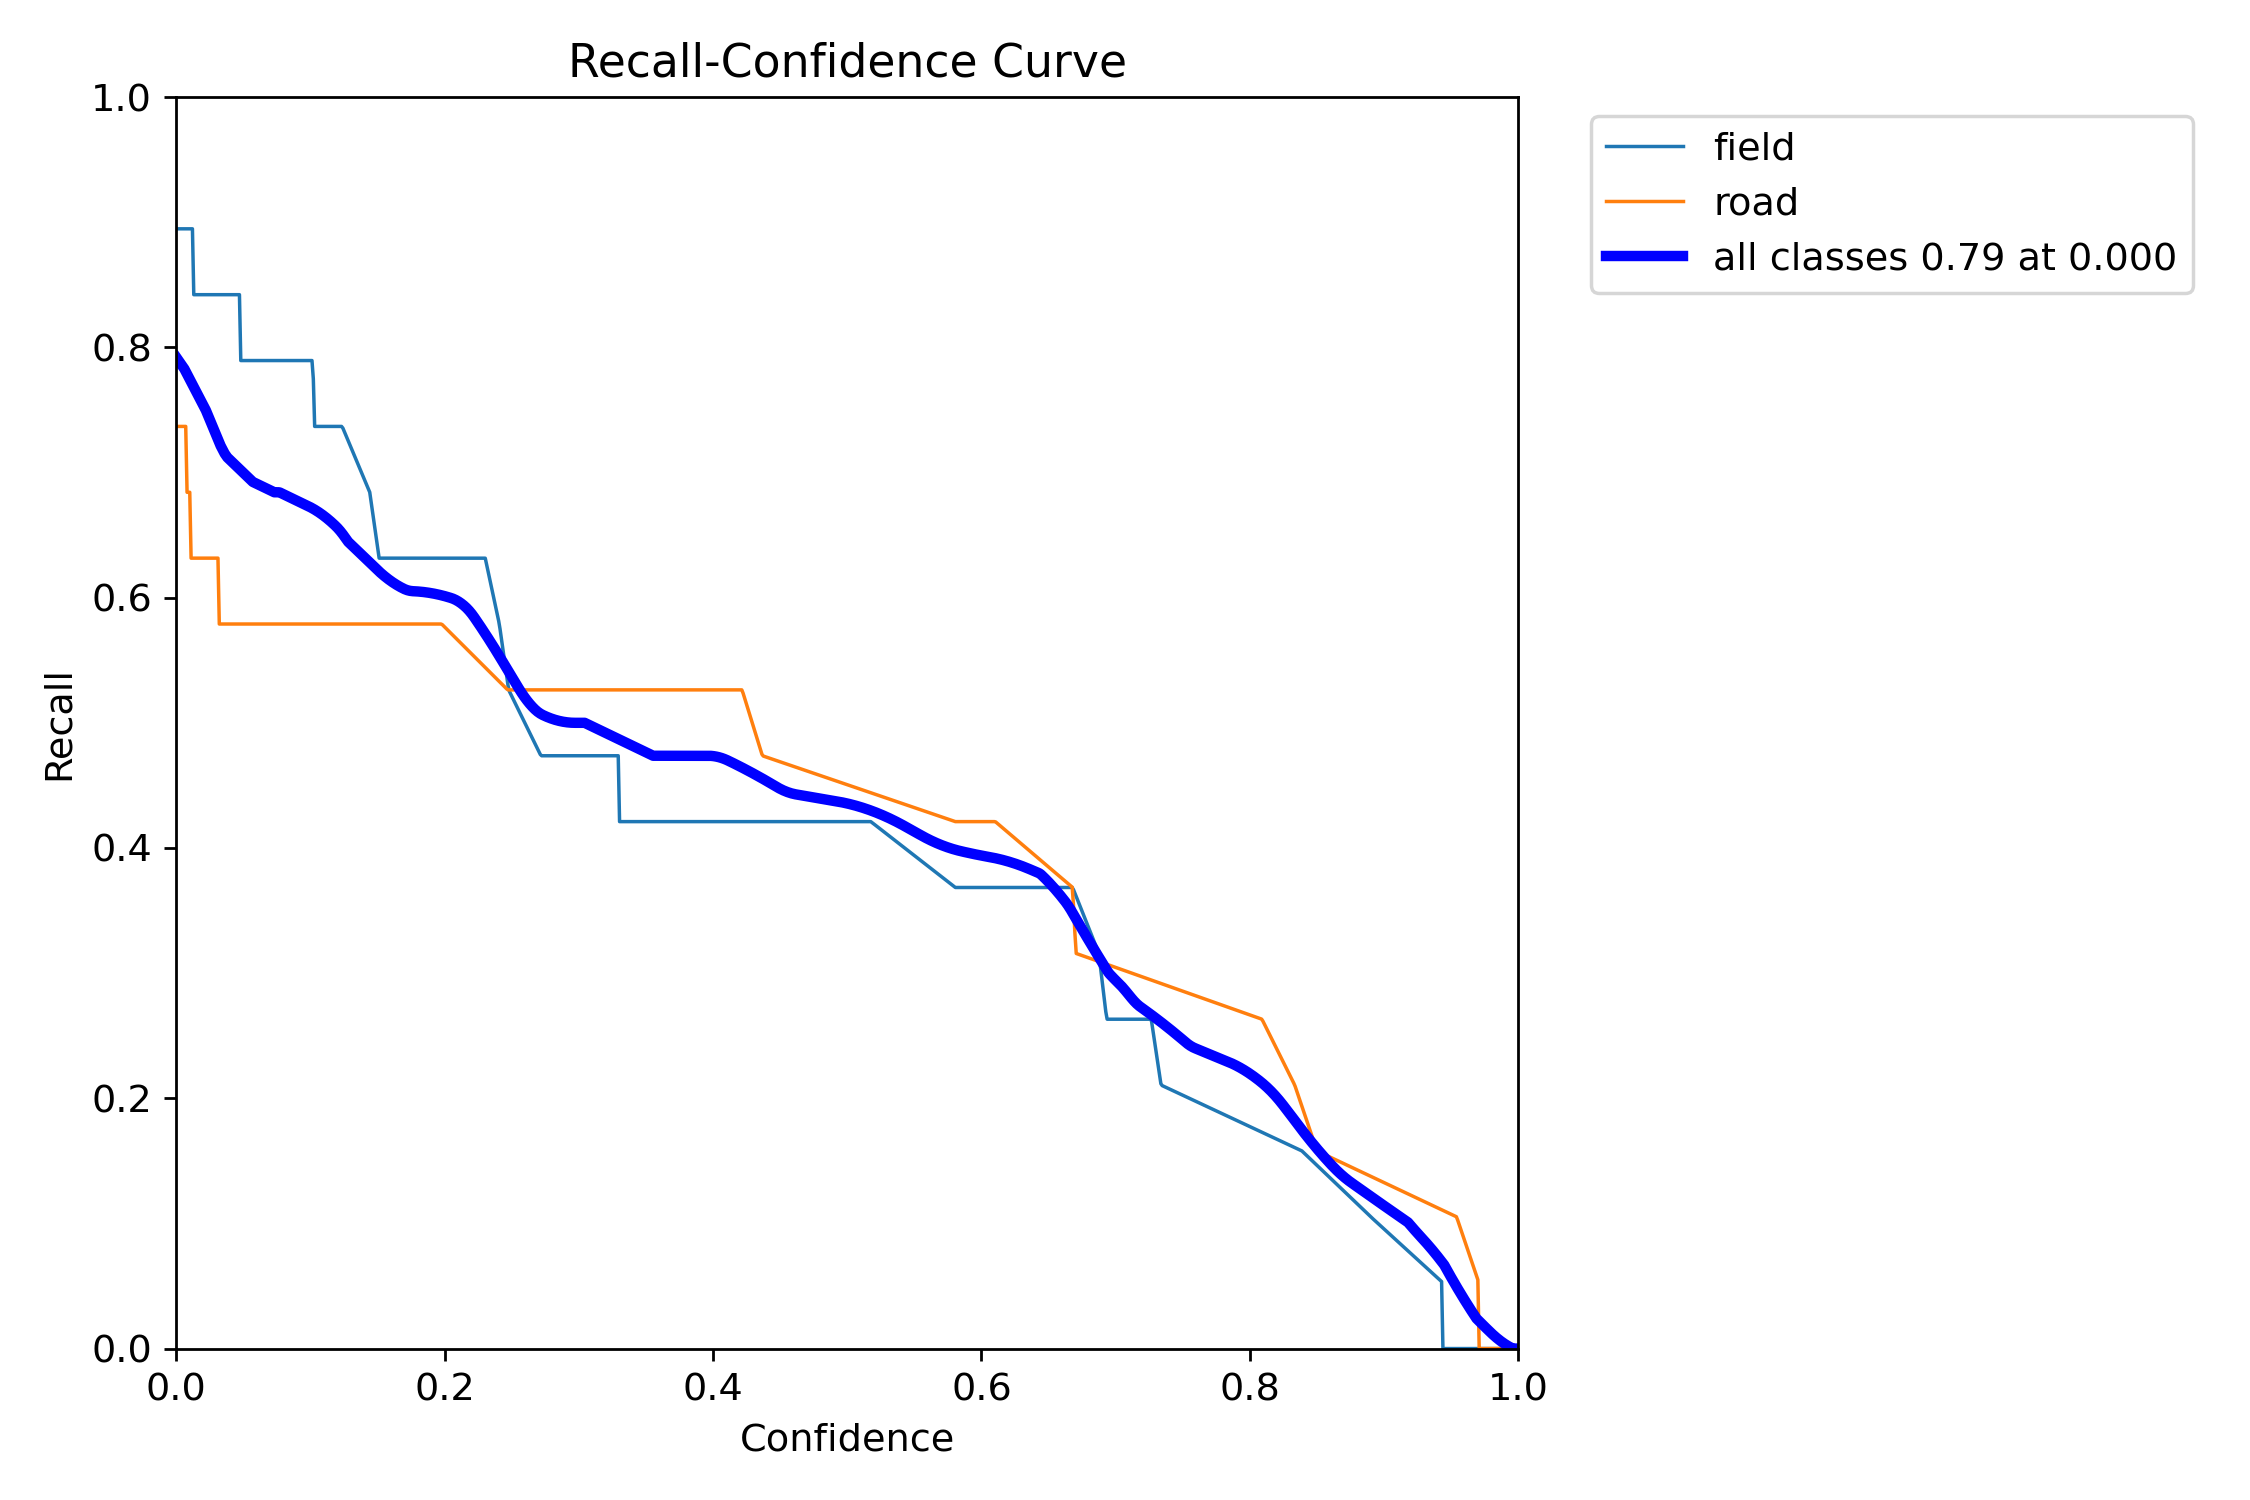 Recall-Confidence Curve
1.0
0.8
0.6
0.4
0.2
0.0
Recall
0.0 0.2 0.4 0.6 0.8 1.0
Confidence
field
road
all classes 0.79 at 0.000